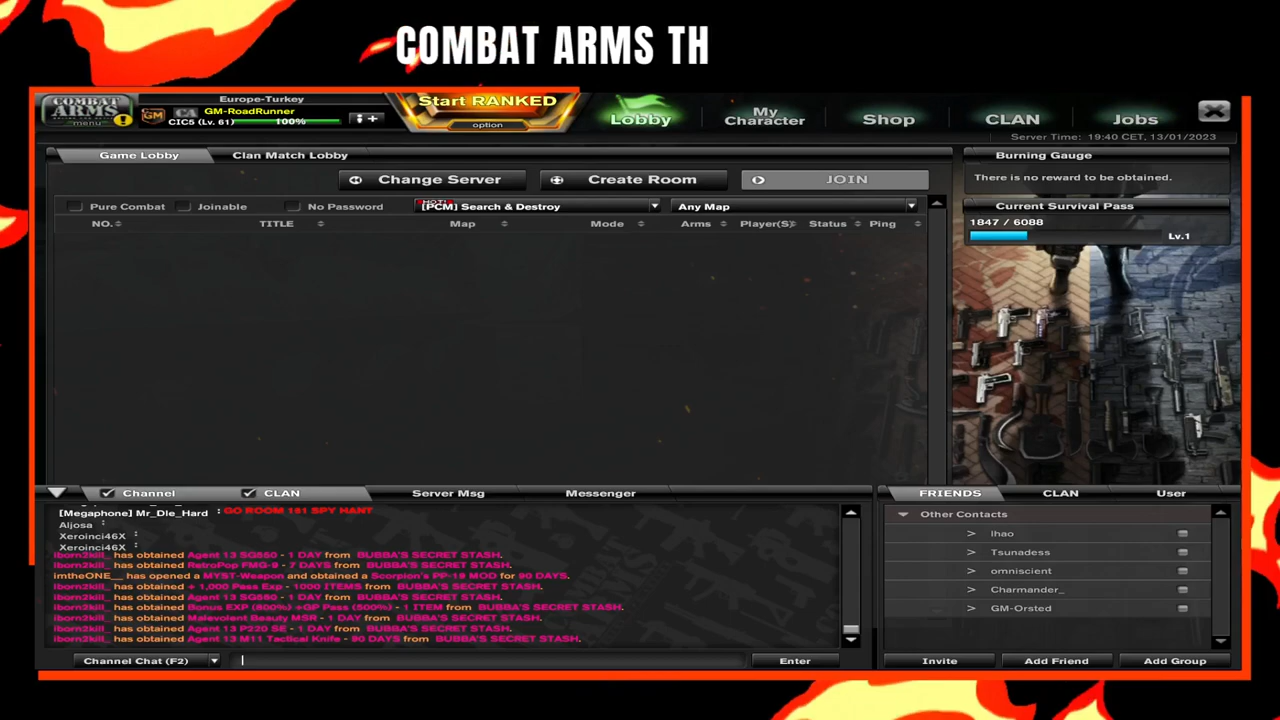 COMBAT ARMS TH
COMBAT ARMS
menu
Europe-Turkey
GM
CA
GM-RoadRunner
CIC5 (Lv. 61)
100%
Start RANKED
option
Lobby
My Character
Shop
CLAN
Jobs
Server Time: 19:40 CET, 13/01/2023
Game Lobby
Clan Match Lobby
Burning Gauge
There is no reward to be obtained.
Change Server
Create Room
JOIN
Pure Combat
Joinable
No Password
HOT!
[PCM] Search & Destroy
Any Map
Current Survival Pass
1847 / 6088
Lv.1
NO.
TITLE
Map
Mode
Arms
Player(S)
Status
Ping
Channel
CLAN
Server Msg
Messenger
[Megaphone] Mr_DIe_Hard : GO ROOM 161 SPY HANT
Aljosa :
Xeroinci46X :
Xeroinci46X :
iborn2kill_ has obtained Agent 13 SG550 - 1 DAY from BUBBA'S SECRET STASH.
iborn2kill_ has obtained RetroPop FMG-9 - 7 DAYS from BUBBA'S SECRET STASH.
imtheONE__ has opened a MYST-Weapon and obtained a Scorpion's PP-19 MOD for 90 DAYS.
iborn2kill_ has obtained + 1,000 Pass Exp - 1000 ITEMS from BUBBA'S SECRET STASH.
iborn2kill_ has obtained Agent 13 SG550 - 1 DAY from BUBBA'S SECRET STASH.
iborn2kill_ has obtained Bonus EXP (800%) +GP Pass (500%) - 1 ITEM from BUBBA'S SECRET STASH.
iborn2kill_ has obtained Malevolent Beauty MSR - 1 DAY from BUBBA'S SECRET STASH.
iborn2kill_ has obtained Agent 13 P220 SE - 1 DAY from BUBBA'S SECRET STASH.
iborn2kill_ has obtained Agent 13 M11 Tactical Knife - 90 DAYS from BUBBA'S SECRET STASH.
Channel Chat (F2)
Enter
FRIENDS
CLAN
User
Other Contacts
> Ihao
> Tsunadess
> omniscient
> Charmander_
> GM-Orsted
Invite
Add Friend
Add Group